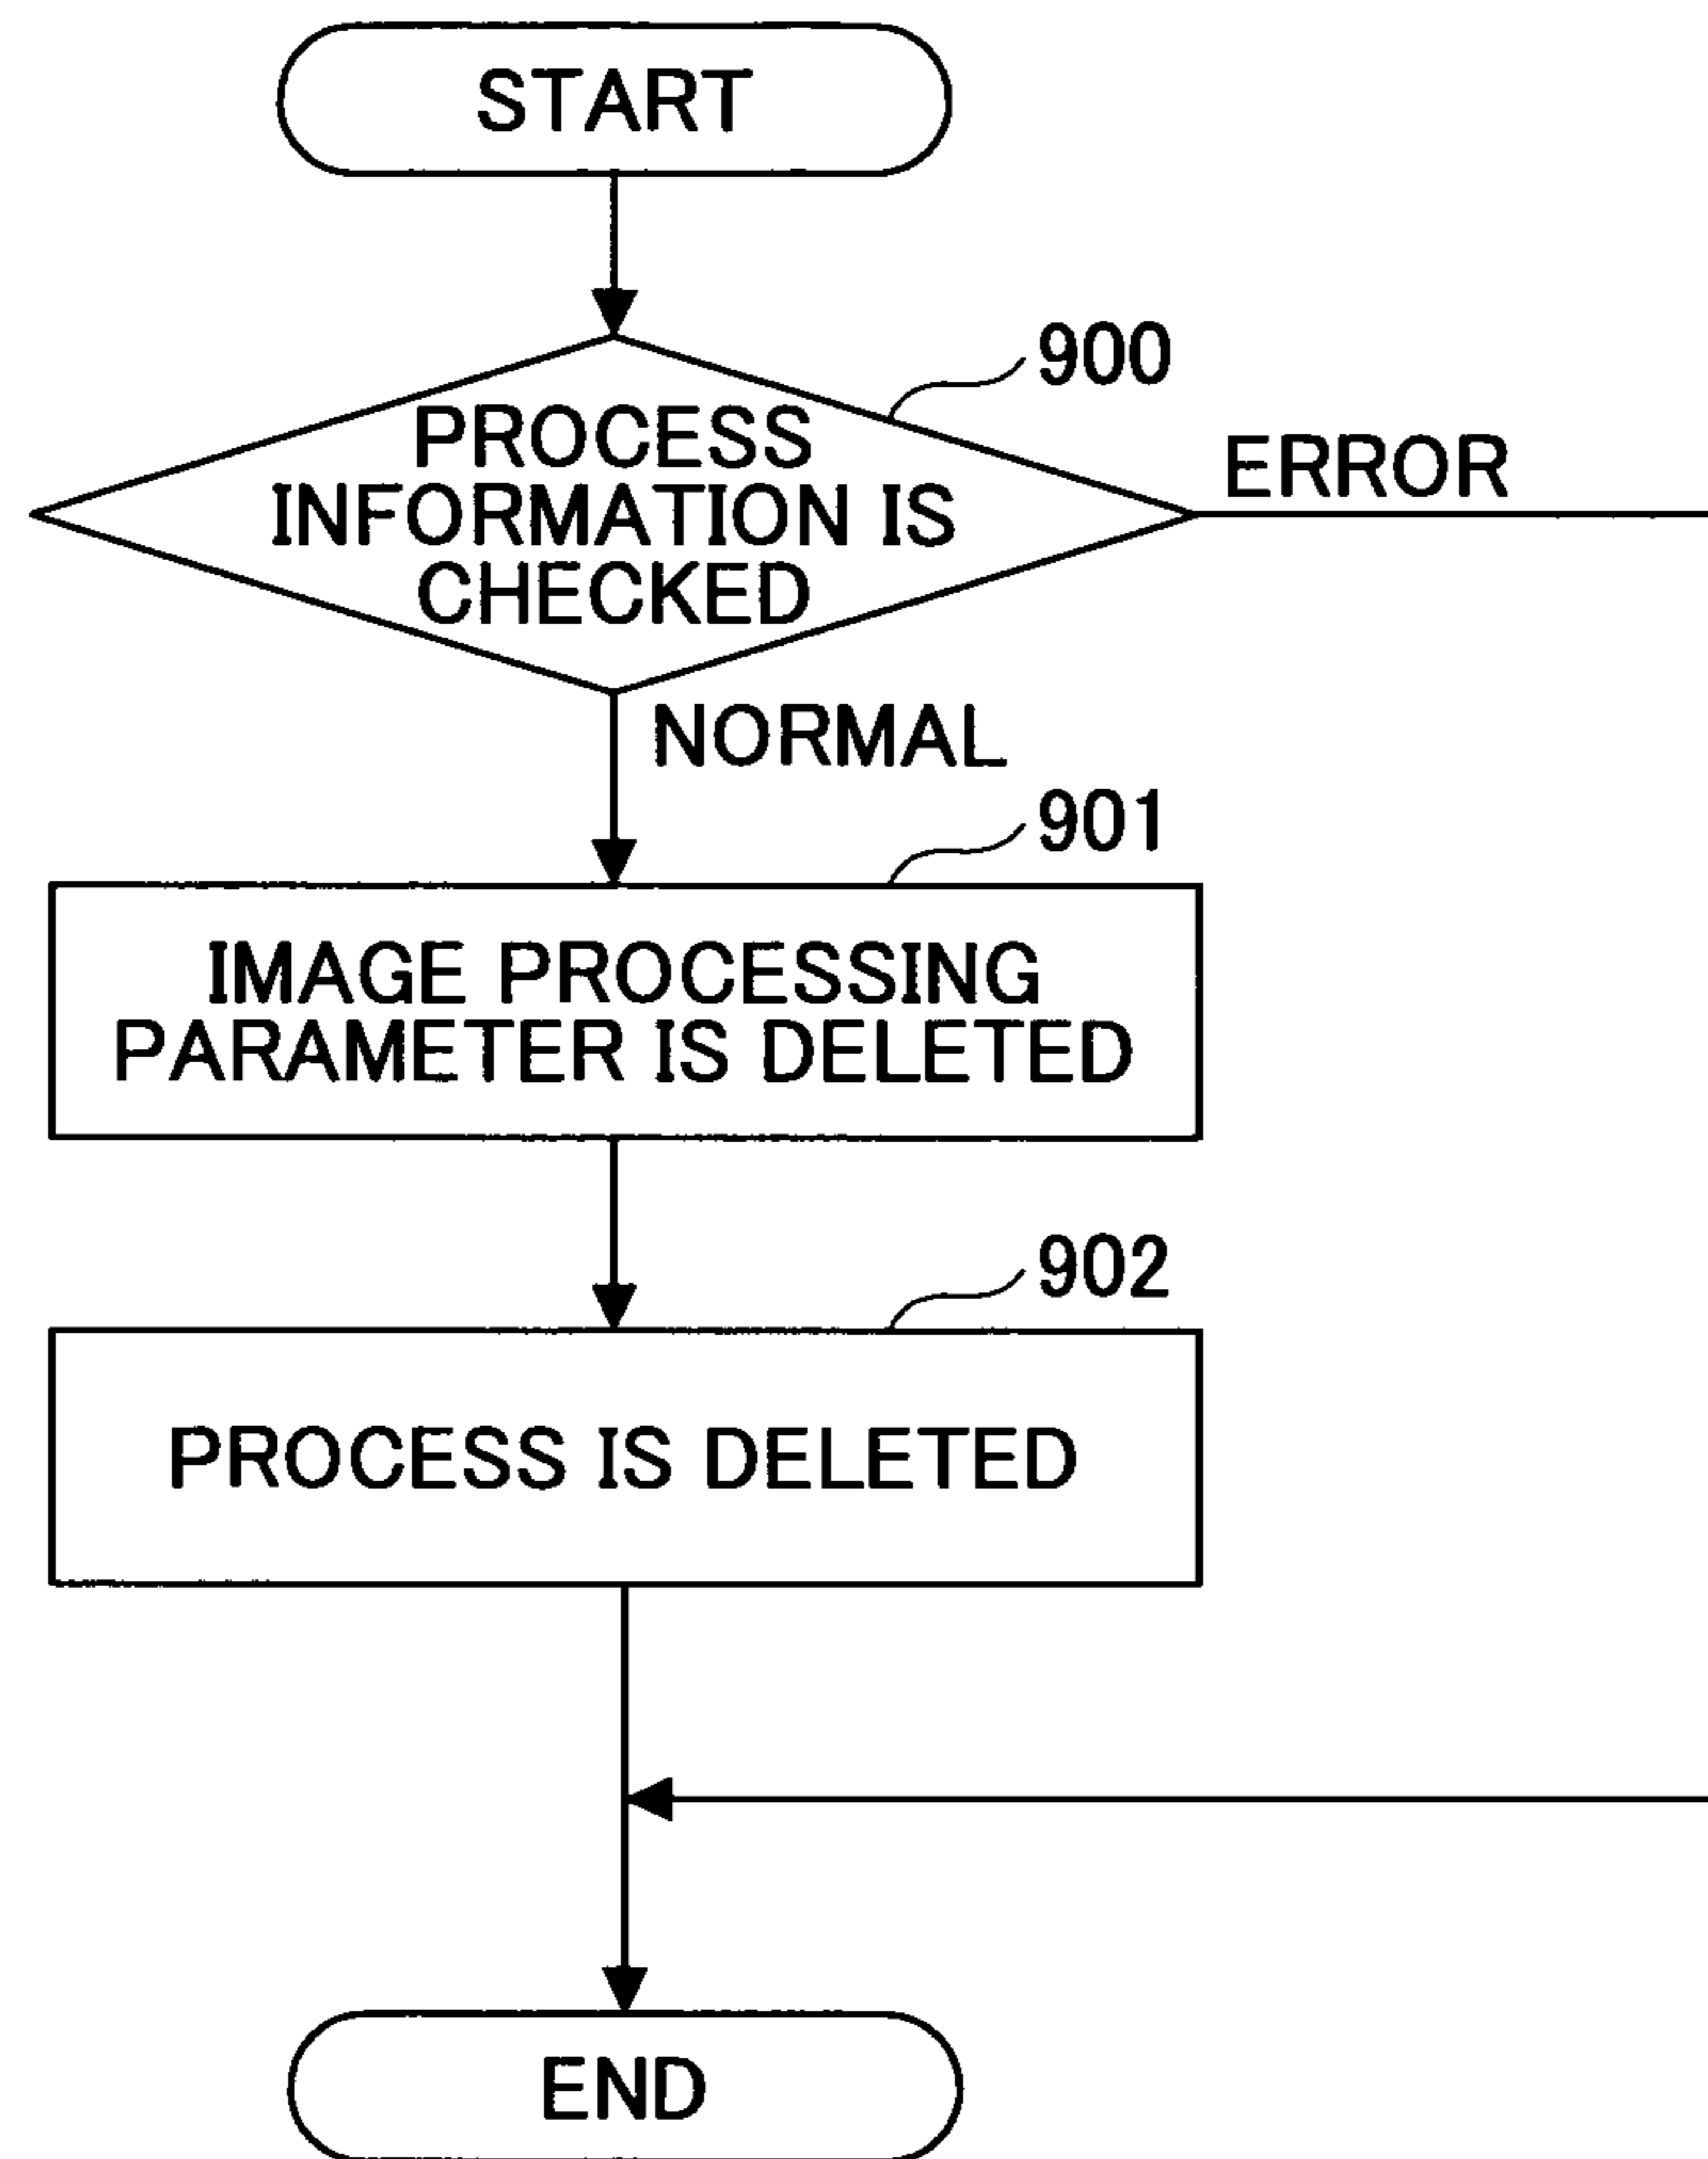 START
900
PROCESS
INFORMATION IS
CHECKED
ERROR
NORMAL
901
IMAGE PROCESSING
PARAMETER IS DELETED
902
PROCESS IS DELETED
END